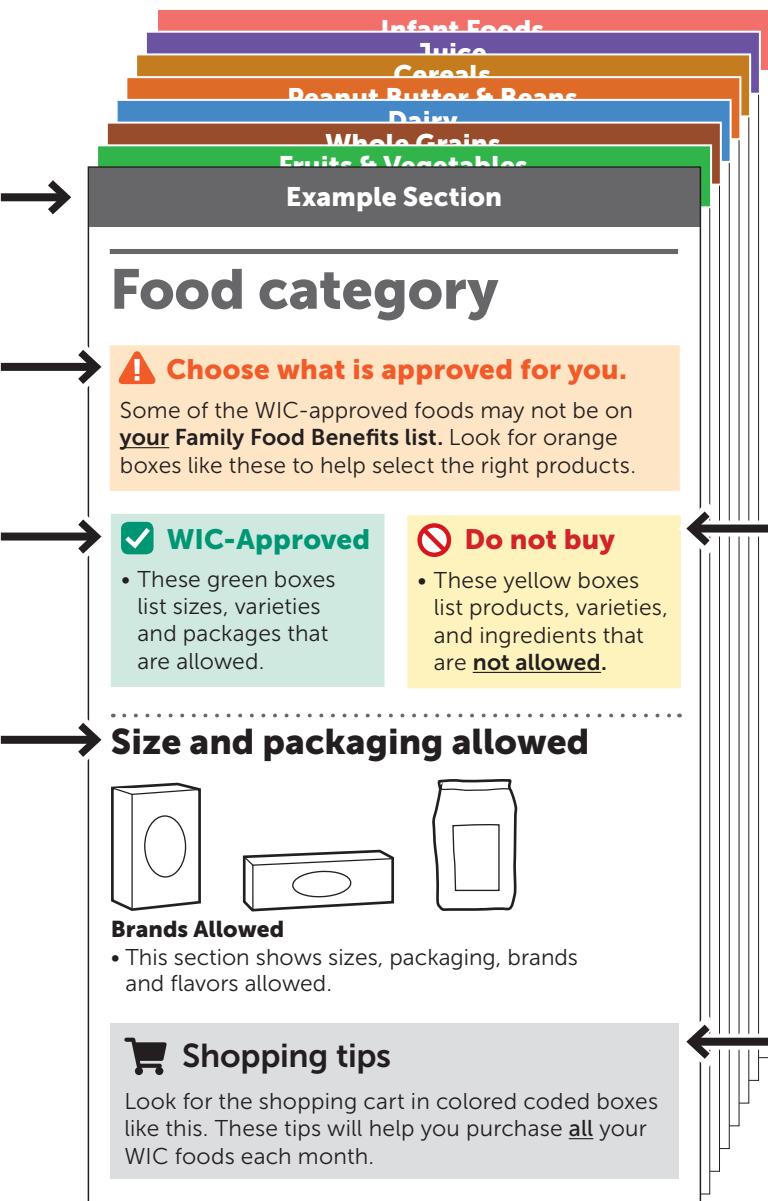 Infant Foods
Juice
Cereals
Peanut Butter & Beans
Dairy
Whole Grains
Fruits & Vegetables
Example Section
Food category
Choose what is approved for you.
Some of the WIC-approved foods may not be on
your Family Food Benefits list. Look for orange
boxes like these to help select the right products.
WIC-Approved
• These green boxes
list sizes, varieties
and packages that
are allowed.
Do not buy
• These yellow boxes
list products, varieties,
and ingredients that
are not allowed.
Size and packaging allowed
Brands Allowed
• This section shows sizes, packaging, brands
and flavors allowed.
Shopping tips
Look for the shopping cart in colored coded boxes
like this. These tips will help you purchase all your
WIC foods each month.